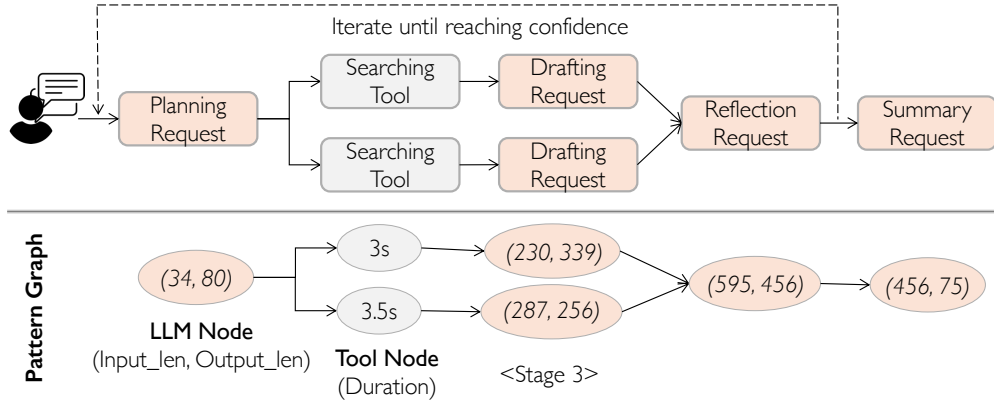 Iterate until reaching confidence
Planning
Request
Searching
Tool
Drafting
Request
Searching
Tool
Drafting
Request
Reflection
Request
Summary
Request
Pattern Graph
(34, 80)
LLM Node
(Input_len, Output_len)
3s
3.5s
Tool Node
(Duration)
(230, 339)
(287, 256)
<Stage 3>
(595, 456)
(456, 75)